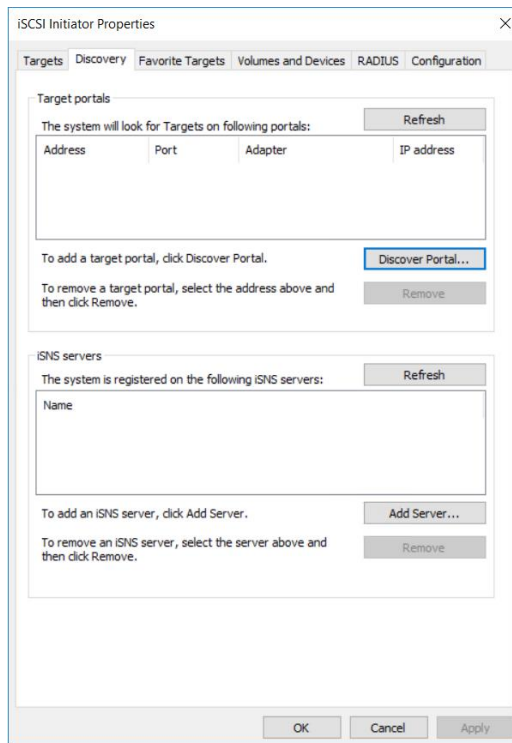 iSCSI Initiator Properties
Targets Discovery Favorite Targets Volumes and Devices RADIUS Configuration
Target portals
The system will look for Targets on following portals: Refresh
Address Port Adapter IP address
To add a target portal, click Discover Portal. Discover Portal...
To remove a target portal, select the address above and
then click Remove. Remove
iSNS servers
The system is registered on the following iSNS servers: Refresh
Name
To add an iSNS server, click Add Server. Add Server...
To remove an iSNS server, select the server above and
then click Remove. Remove
OK Cancel Apply